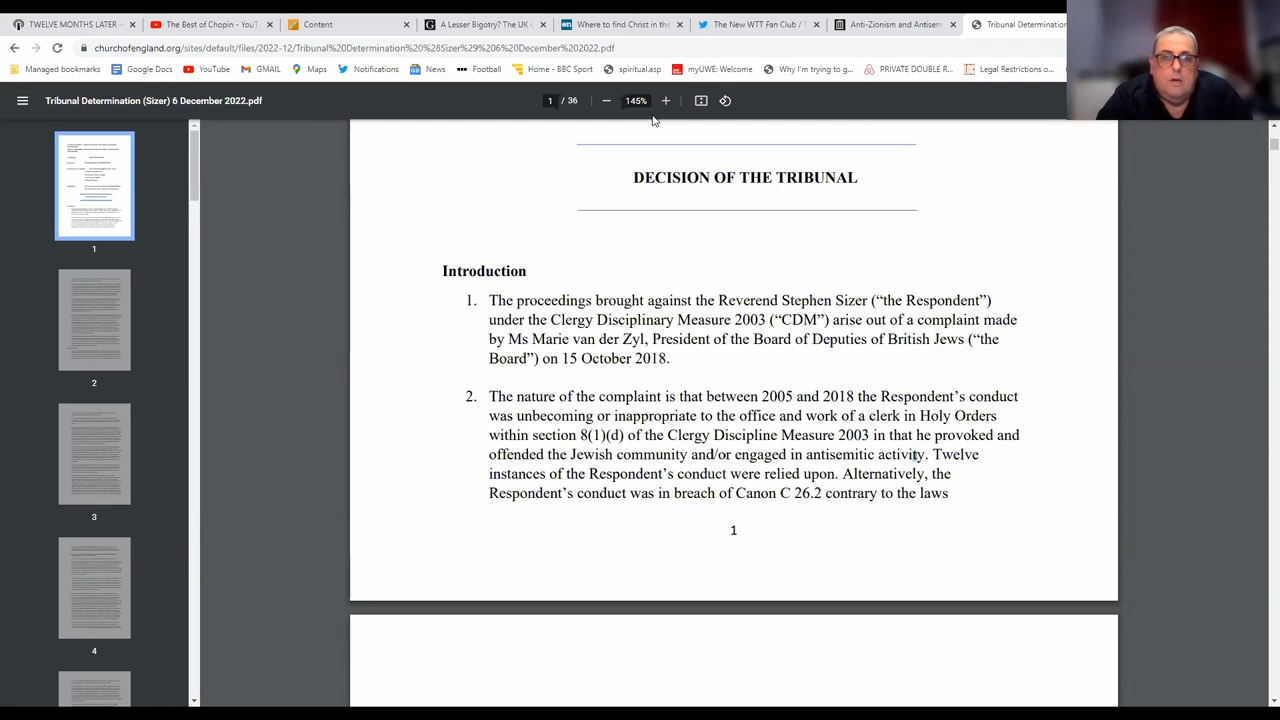 TWELVE MONTHS LATER –
The Best of Chopin - YouT
Content
A Lesser Bigotry? The UK C
Where to find Christ in the
The New WTT Fan Club / T
Anti-Zionism and Antisem
Tribunal Determination
churchofengland.org/sites/default/files/2022-12/Tribunal%20Determination%20%28Sizer%29%206%20December%202022.pdf
Managed bookmarks
Google Docs
YouTube
GMAIL
Maps
Notifications
News
Football
Home - BBC Sport
spiritual.asp
myUWE: Welcome
Why I'm trying to g...
PRIVATE DOUBLE R...
Legal Restrictions o...
Tribunal Determination (Sizer) 6 December 2022.pdf
1 / 36
145%
1
2
3
4
DECISION OF THE TRIBUNAL
Introduction
1. The proceedings brought against the Reverend Stephen Sizer (“the Respondent”)
under the Clergy Disciplinary Measure 2003 (“CDM”) arise out of a complaint made
by Ms Marie van der Zyl, President of the Board of Deputies of British Jews (“the
Board”) on 15 October 2018.
2. The nature of the complaint is that between 2005 and 2018 the Respondent’s conduct
was unbecoming or inappropriate to the office and work of a clerk in Holy Orders
within section 8(1)(d) of the Clergy Discipline Measure 2003 in that he provoked and
offended the Jewish community and/or engaged in antisemitic activity. Twelve
instances of the Respondent’s conduct were relied upon. Alternatively, the
Respondent’s conduct was in breach of Canon C 26.2 contrary to the laws
1